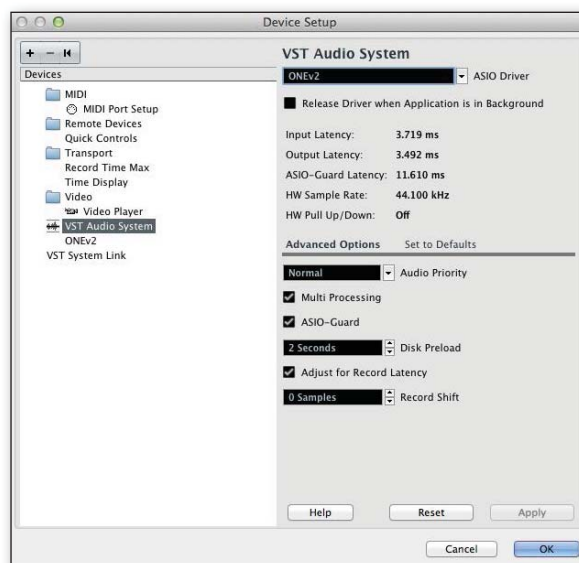 Device Setup
+ - I◀
Devices
MIDI
MIDI Port Setup
Remote Devices
Quick Controls
Transport
Record Time Max
Time Display
Video
Video Player
VST Audio System
ONEv2
VST System Link
VST Audio System
ONEv2 ASIO Driver
Release Driver when Application is in Background
Input Latency: 3.719 ms
Output Latency: 3.492 ms
ASIO-Guard Latency: 11.610 ms
HW Sample Rate: 44.100 kHz
HW Pull Up/Down: Off
Advanced Options Set to Defaults
Normal Audio Priority
Multi Processing
ASIO-Guard
2 Seconds Disk Preload
Adjust for Record Latency
0 Samples Record Shift
Help Reset Apply
Cancel OK